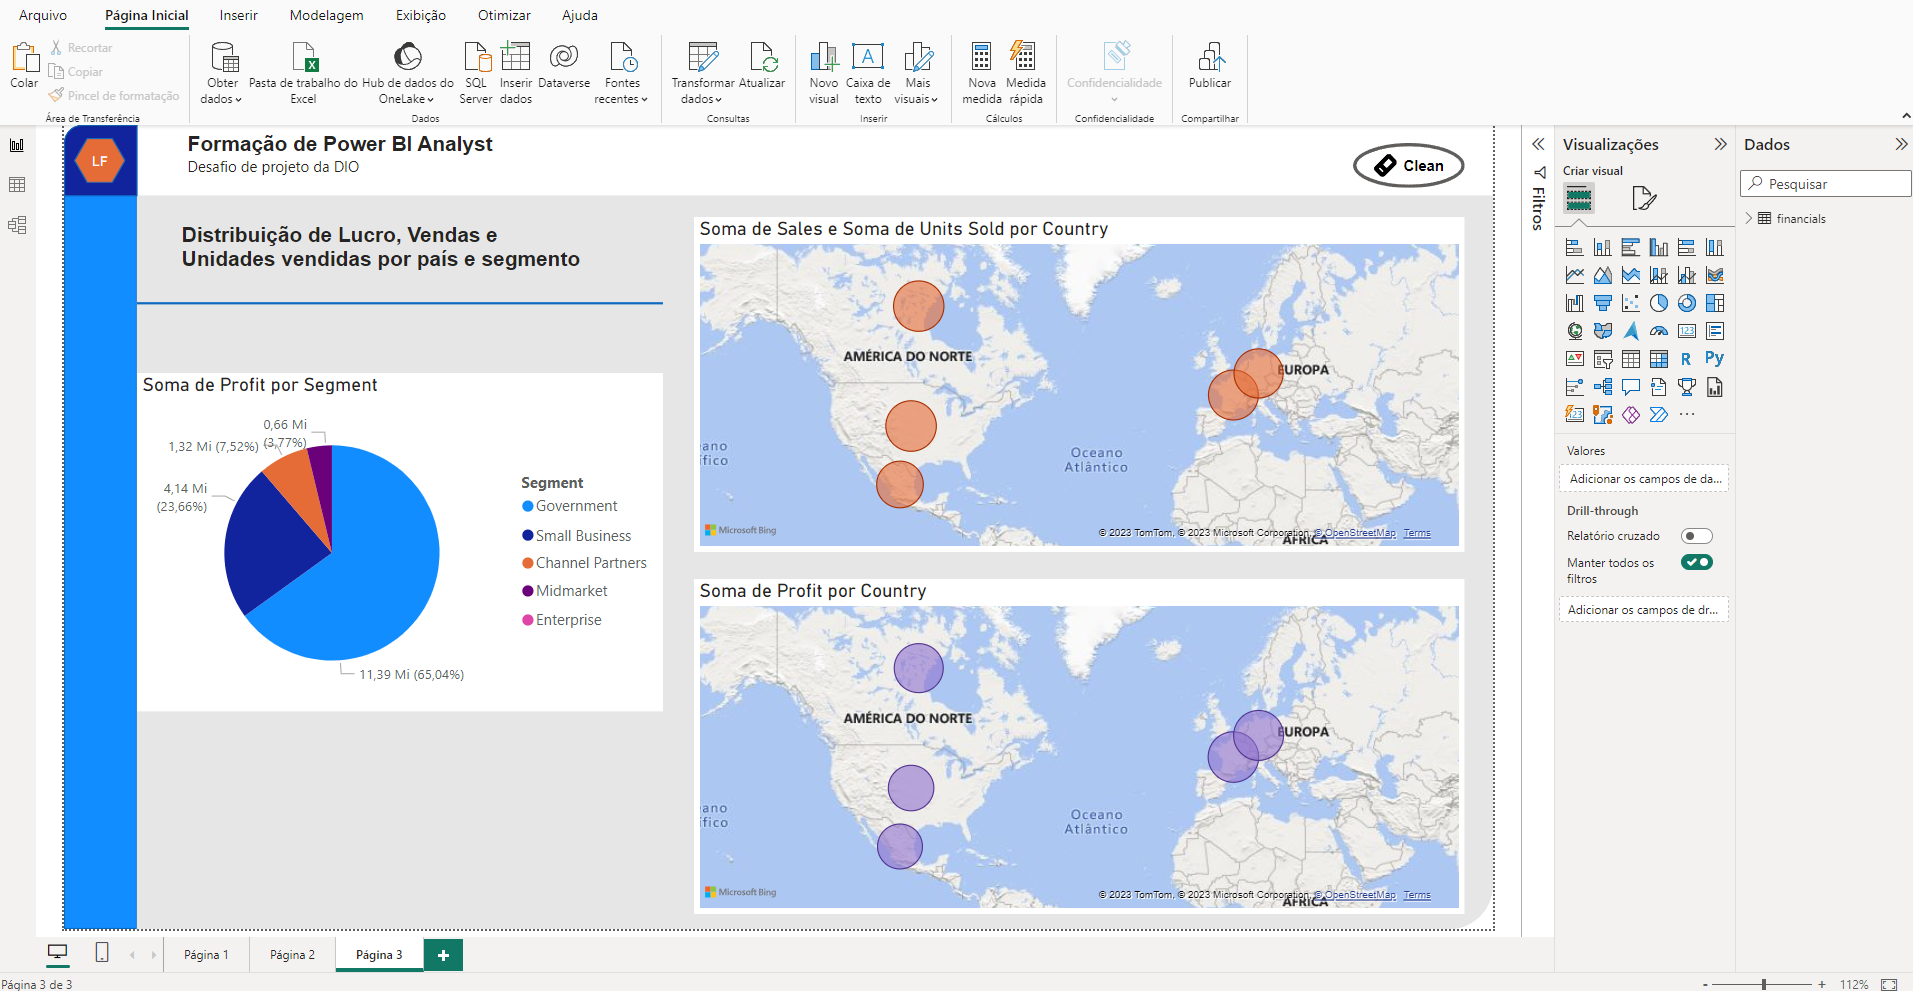 Arquivo
Página Inicial
Inserir
Modelagem
Exibição
Otimizar
Ajuda
Colar
Recortar
Copiar
Pincel de formatação
Área de Transferência
Obter
dados
Pasta de trabalho do
Excel
Hub de dados do
OneLake
SQL
Server
Inserir
dados
Dataverse
Fontes
recentes
Dados
Transformar
dados
Atualizar
Consultas
Novo
visual
Caixa de
texto
Mais
visuais
Inserir
Nova
medida
Medida
rápida
Cálculos
Confidencialidade
Confidencialidade
Publicar
Compartilhar
LF
Formação de Power BI Analyst
Desafio de projeto da DIO
Clean
Distribuição de Lucro, Vendas e
Unidades vendidas por país e segmento
Soma de Profit por Segment
0,66 Mi
(3,77%)
1,32 Mi (7,52%)
4,14 Mi
(23,66%)
11,39 Mi (65,04%)
Segment
Government
Small Business
Channel Partners
Midmarket
Enterprise
Soma de Sales e Soma de Units Sold por Country
AMÉRICA DO NORTE
EUROPA
ano
ífico
Oceano
Atlântico
ÁFRICA
Microsoft Bing
© 2023 TomTom, © 2023 Microsoft Corporation, © OpenStreetMap Terms
Soma de Profit por Country
AMÉRICA DO NORTE
EUROPA
ano
ífico
Oceano
Atlântico
ÁFRICA
Microsoft Bing
© 2023 TomTom, © 2023 Microsoft Corporation, © OpenStreetMap Terms
Filtros
Visualizações
Criar visual
123
R
Py
123
Valores
Adicionar os campos de da...
Drill-through
Relatório cruzado
Manter todos os
filtros
Adicionar os campos de dr...
Dados
Pesquisar
financials
Página 1
Página 2
Página 3
+
Página 3 de 3
- + 112%